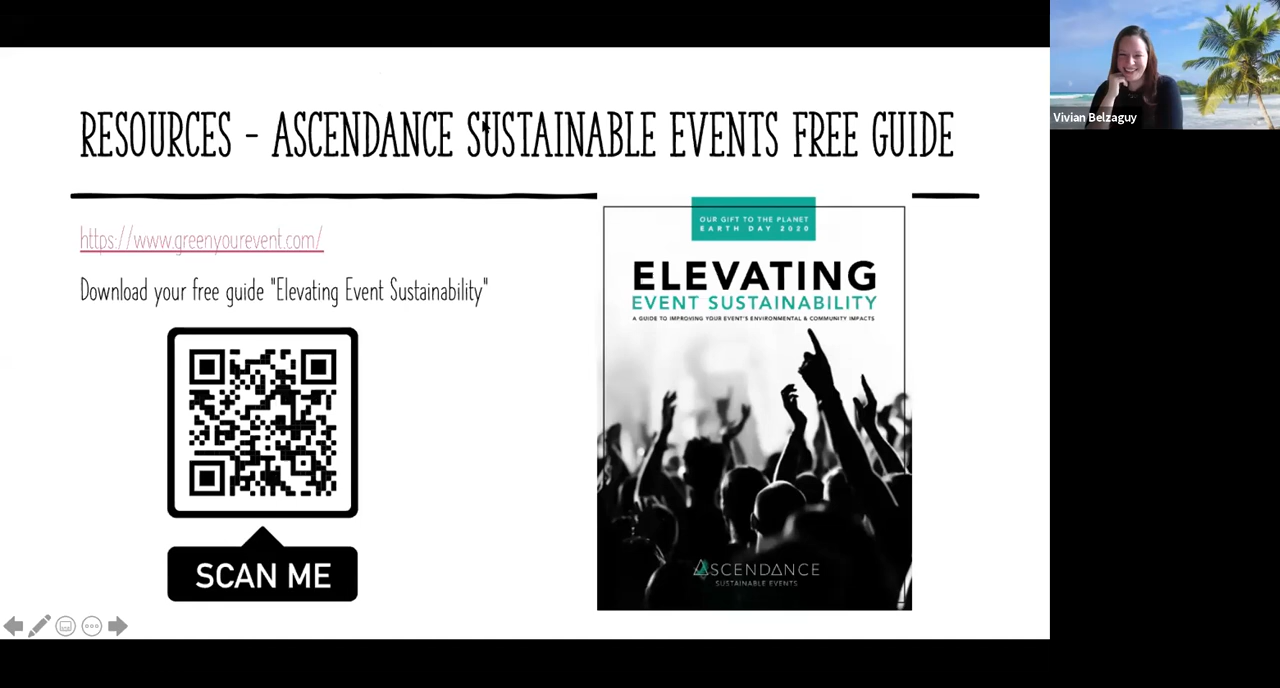 RESOURCES - ASCENDANCE SUSTAINABLE EVENTS FREE GUIDE
https://www.greenyourevent.com/
Download your free guide "Elevating Event Sustainability"
SCAN ME
OUR GIFT TO THE PLANET
EARTH DAY 2020
ELEVATING
EVENT SUSTAINABILITY
A GUIDE TO IMPROVING YOUR EVENT'S ENVIRONMENTAL & COMMUNITY IMPACTS
ASCENDANCE
SUSTAINABLE EVENTS
Vivian Belzaguy